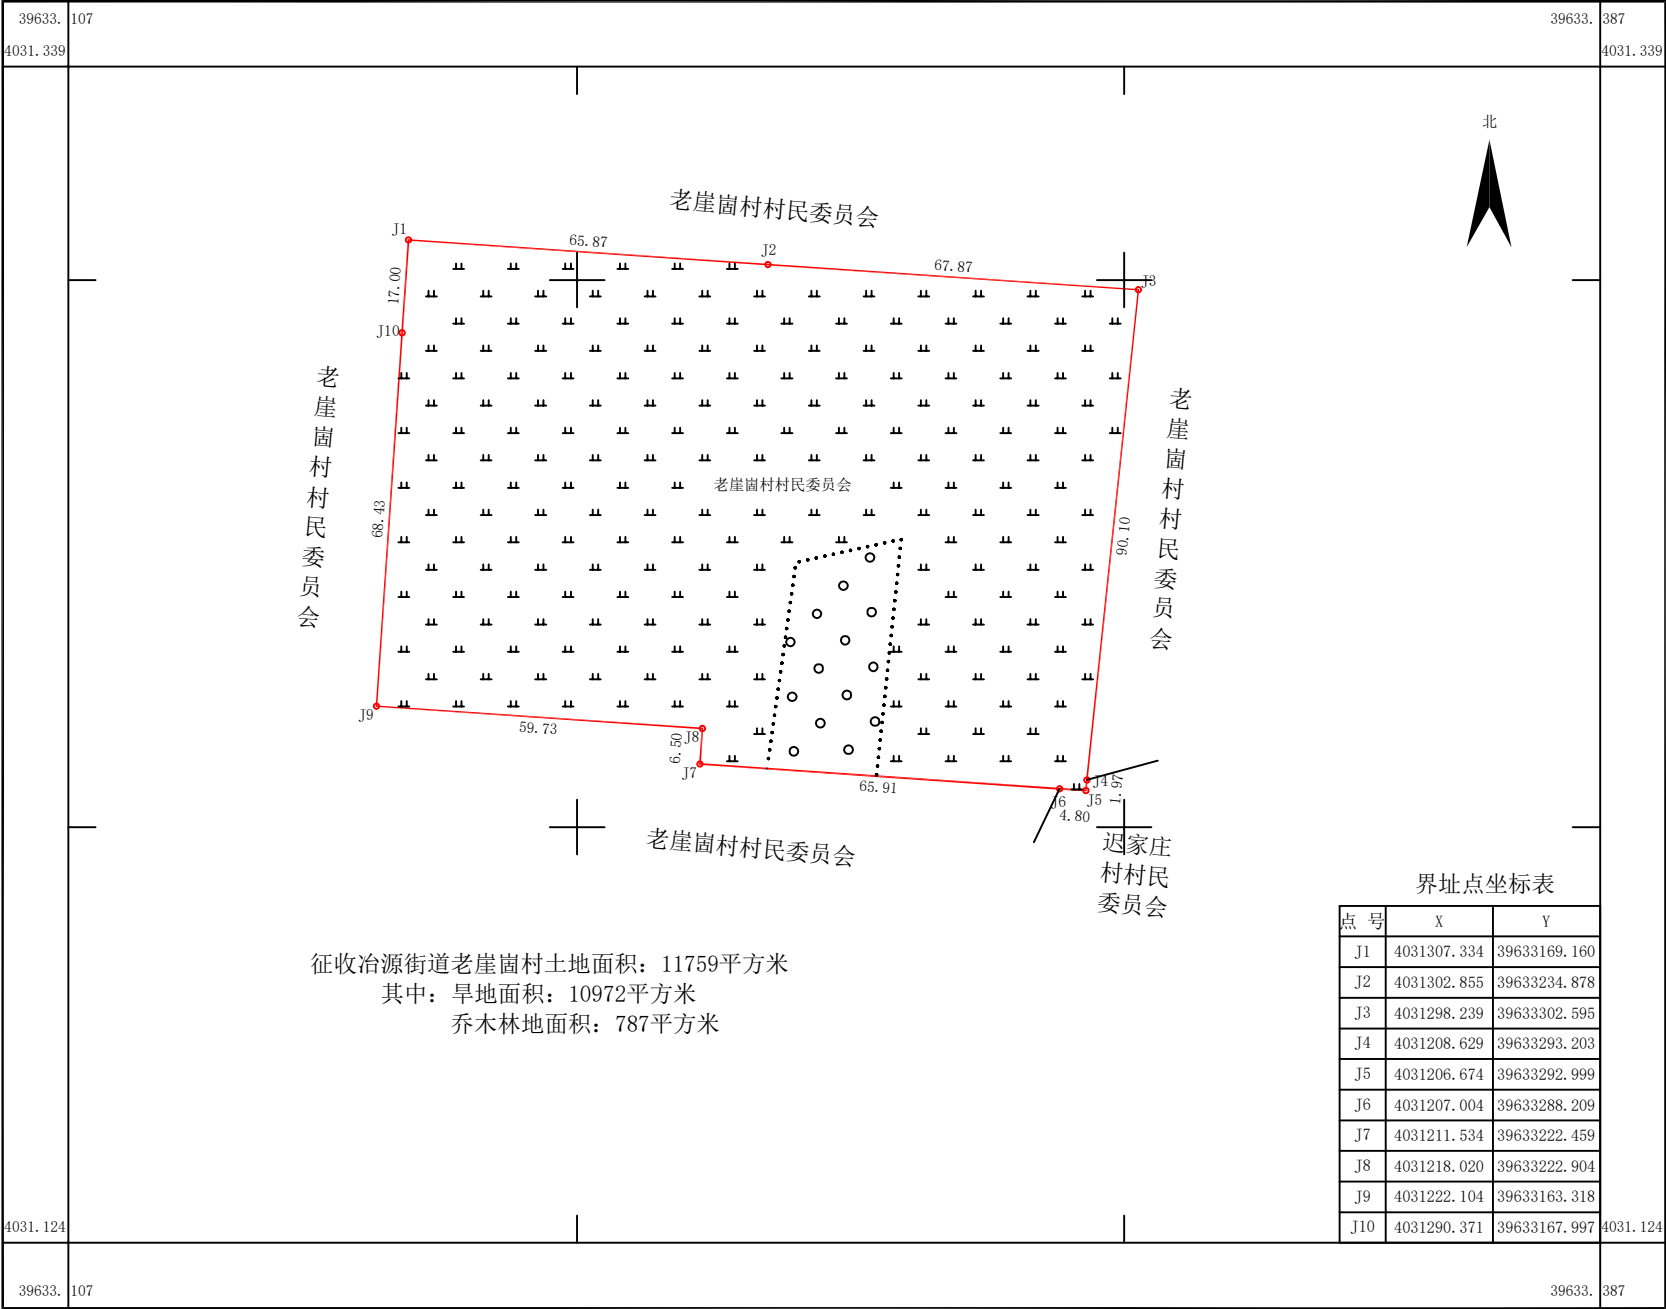 39633. 107
39633. 387
4031.339
4031.339
北
老崖崮村村民委员会
J1
65.87
J2
67.87
J3
17.00
J10
老崖崮村村民委员会
老崖崮村村民委员会
老崖崮村村民委员会
68.43
90.10
J9
59.73
J8
6.50
J7
65.91
J4
J6
J5
1.97
4.80
老崖崮村村民委员会
迟家庄
村村民
委员会
征收冶源街道老崖崮村土地面积：11759平方米
其中：旱地面积：10972平方米
乔木林地面积：787平方米
界址点坐标表
点 号 X Y
J1 4031307.334 39633169.160
J2 4031302.855 39633234.878
J3 4031298.239 39633302.595
J4 4031208.629 39633293.203
J5 4031206.674 39633292.999
J6 4031207.004 39633288.209
J7 4031211.534 39633222.459
J8 4031218.020 39633222.904
J9 4031222.104 39633163.318
J10 4031290.371 39633167.997
4031.124
4031.124
39633. 107
39633. 387